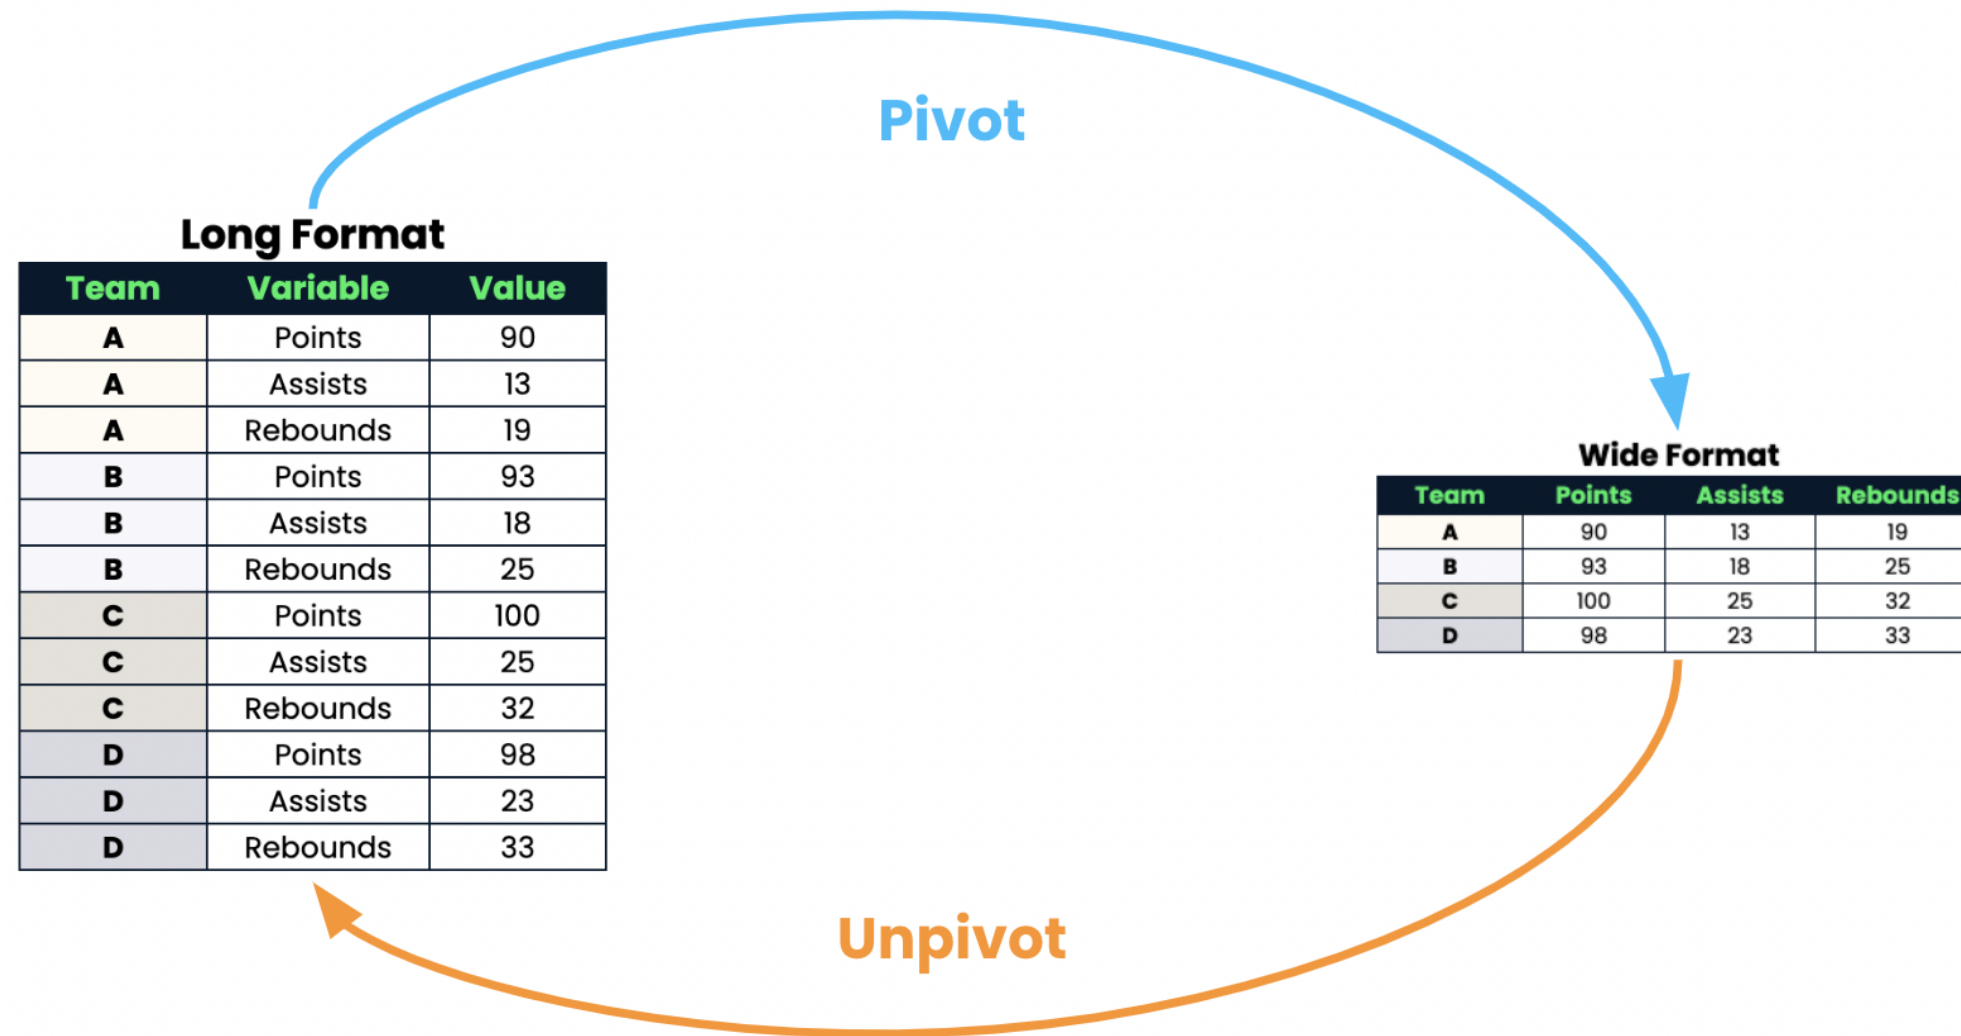 Pivot
Long Format
Team Variable Value
A Points 90
A Assists 13
A Rebounds 19
B Points 93
B Assists 18
B Rebounds 25
C Points 100
C Assists 25
C Rebounds 32
D Points 98
D Assists 23
D Rebounds 33
Wide Format
Team Points Assists Rebounds
A 90 13 19
B 93 18 25
C 100 25 32
D 98 23 33
Unpivot